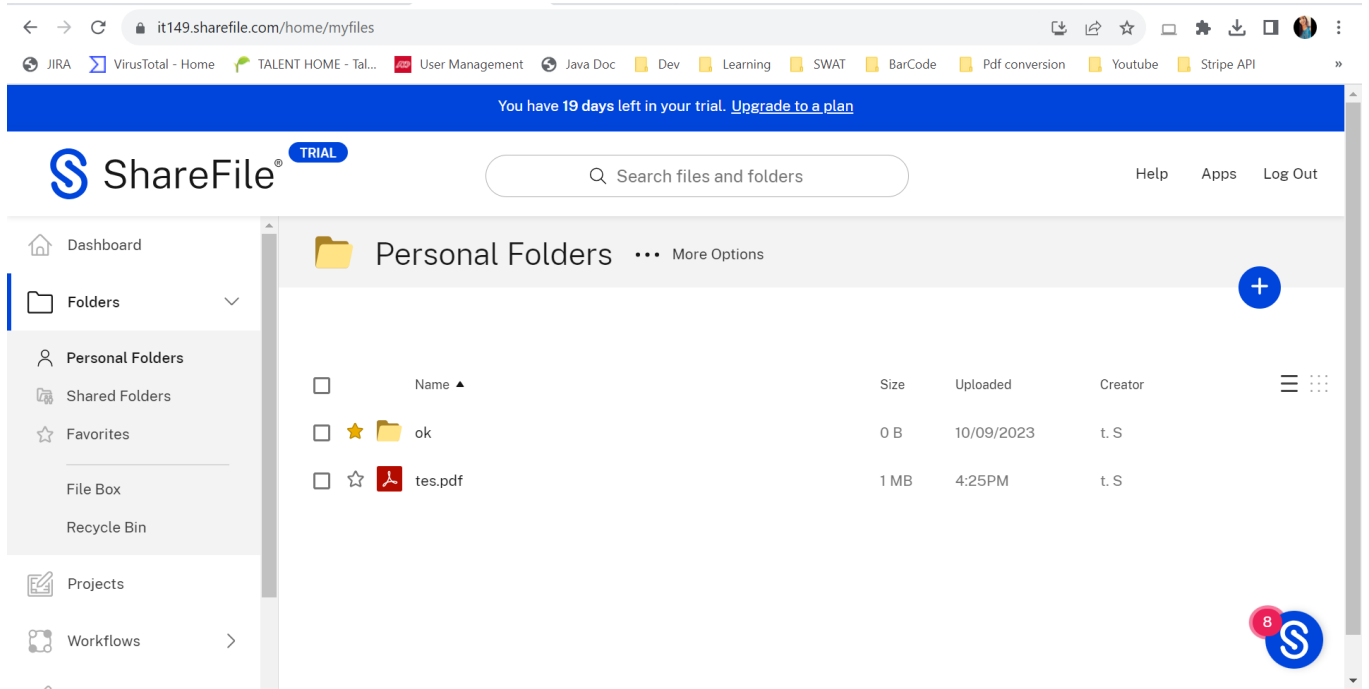 it149.sharefile.com/home/myfiles
JIRA VirusTotal - Home TALENT HOME - Tal... User Management Java Doc Dev Learning SWAT BarCode Pdf conversion Youtube Stripe API »
You have 19 days left in your trial. Upgrade to a plan
ShareFile® TRIAL
Search files and folders
Help Apps Log Out
Dashboard
Personal Folders ••• More Options
Folders
Personal Folders
Shared Folders
Favorites
File Box
Recycle Bin
Projects
Workflows
Name Size Uploaded Creator
ok 0 B 10/09/2023 t. S
tes.pdf 1 MB 4:25PM t. S
8